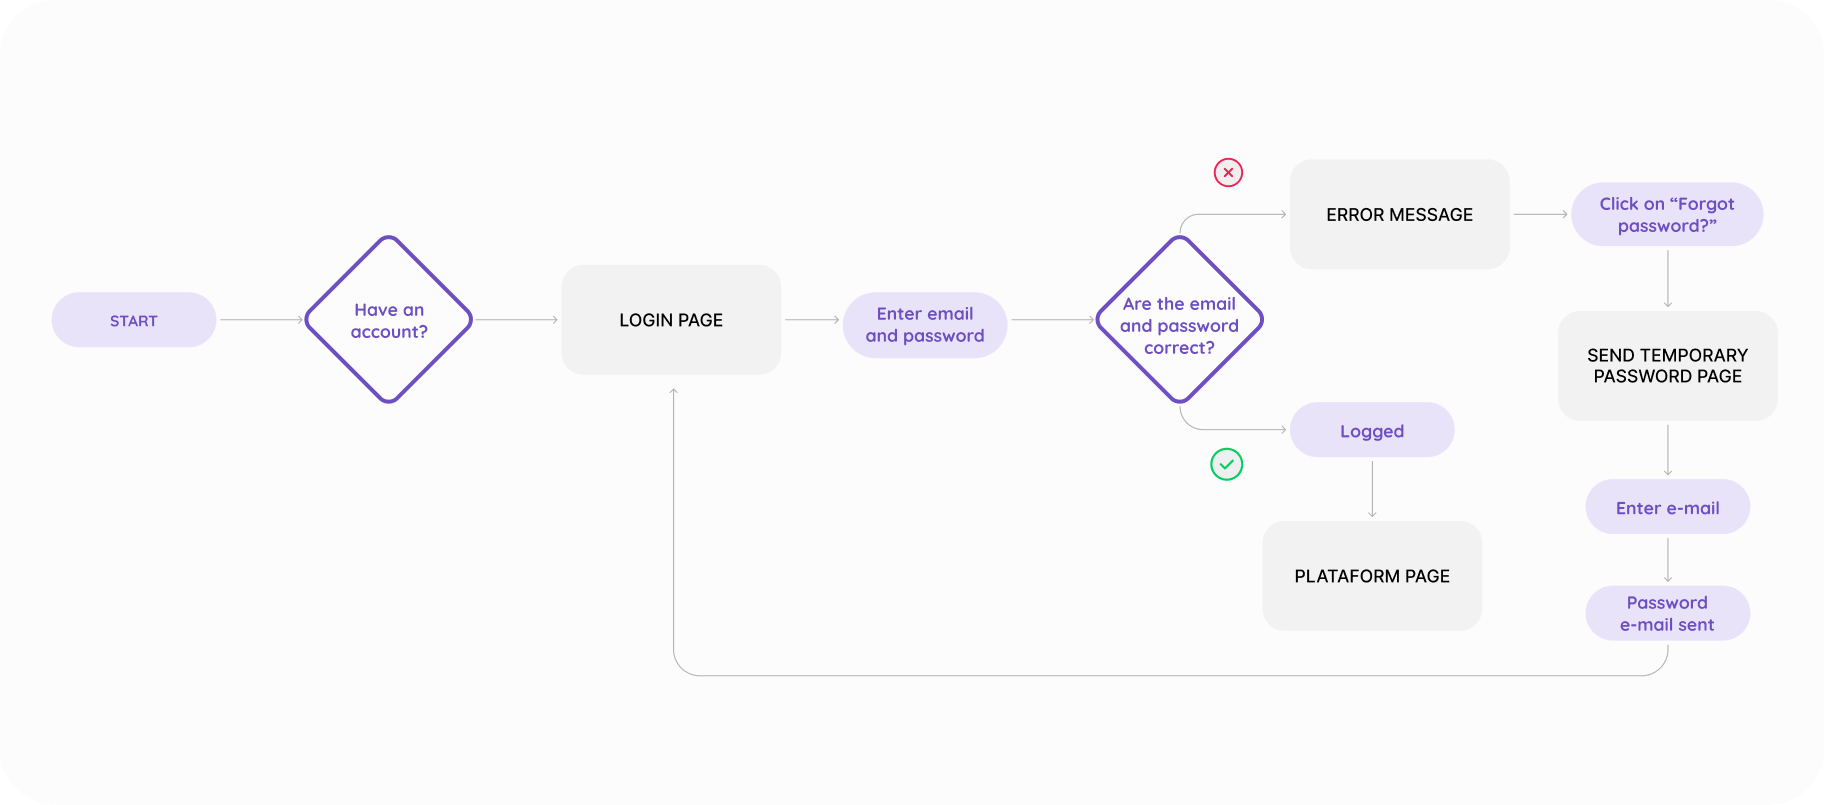 START
Have an
account?
LOGIN PAGE
Enter email
and password
Are the email
and password
correct?
ERROR MESSAGE
Click on “Forgot
password?”
SEND TEMPORARY
PASSWORD PAGE
Enter e-mail
Password
e-mail sent
Logged
PLATAFORM PAGE